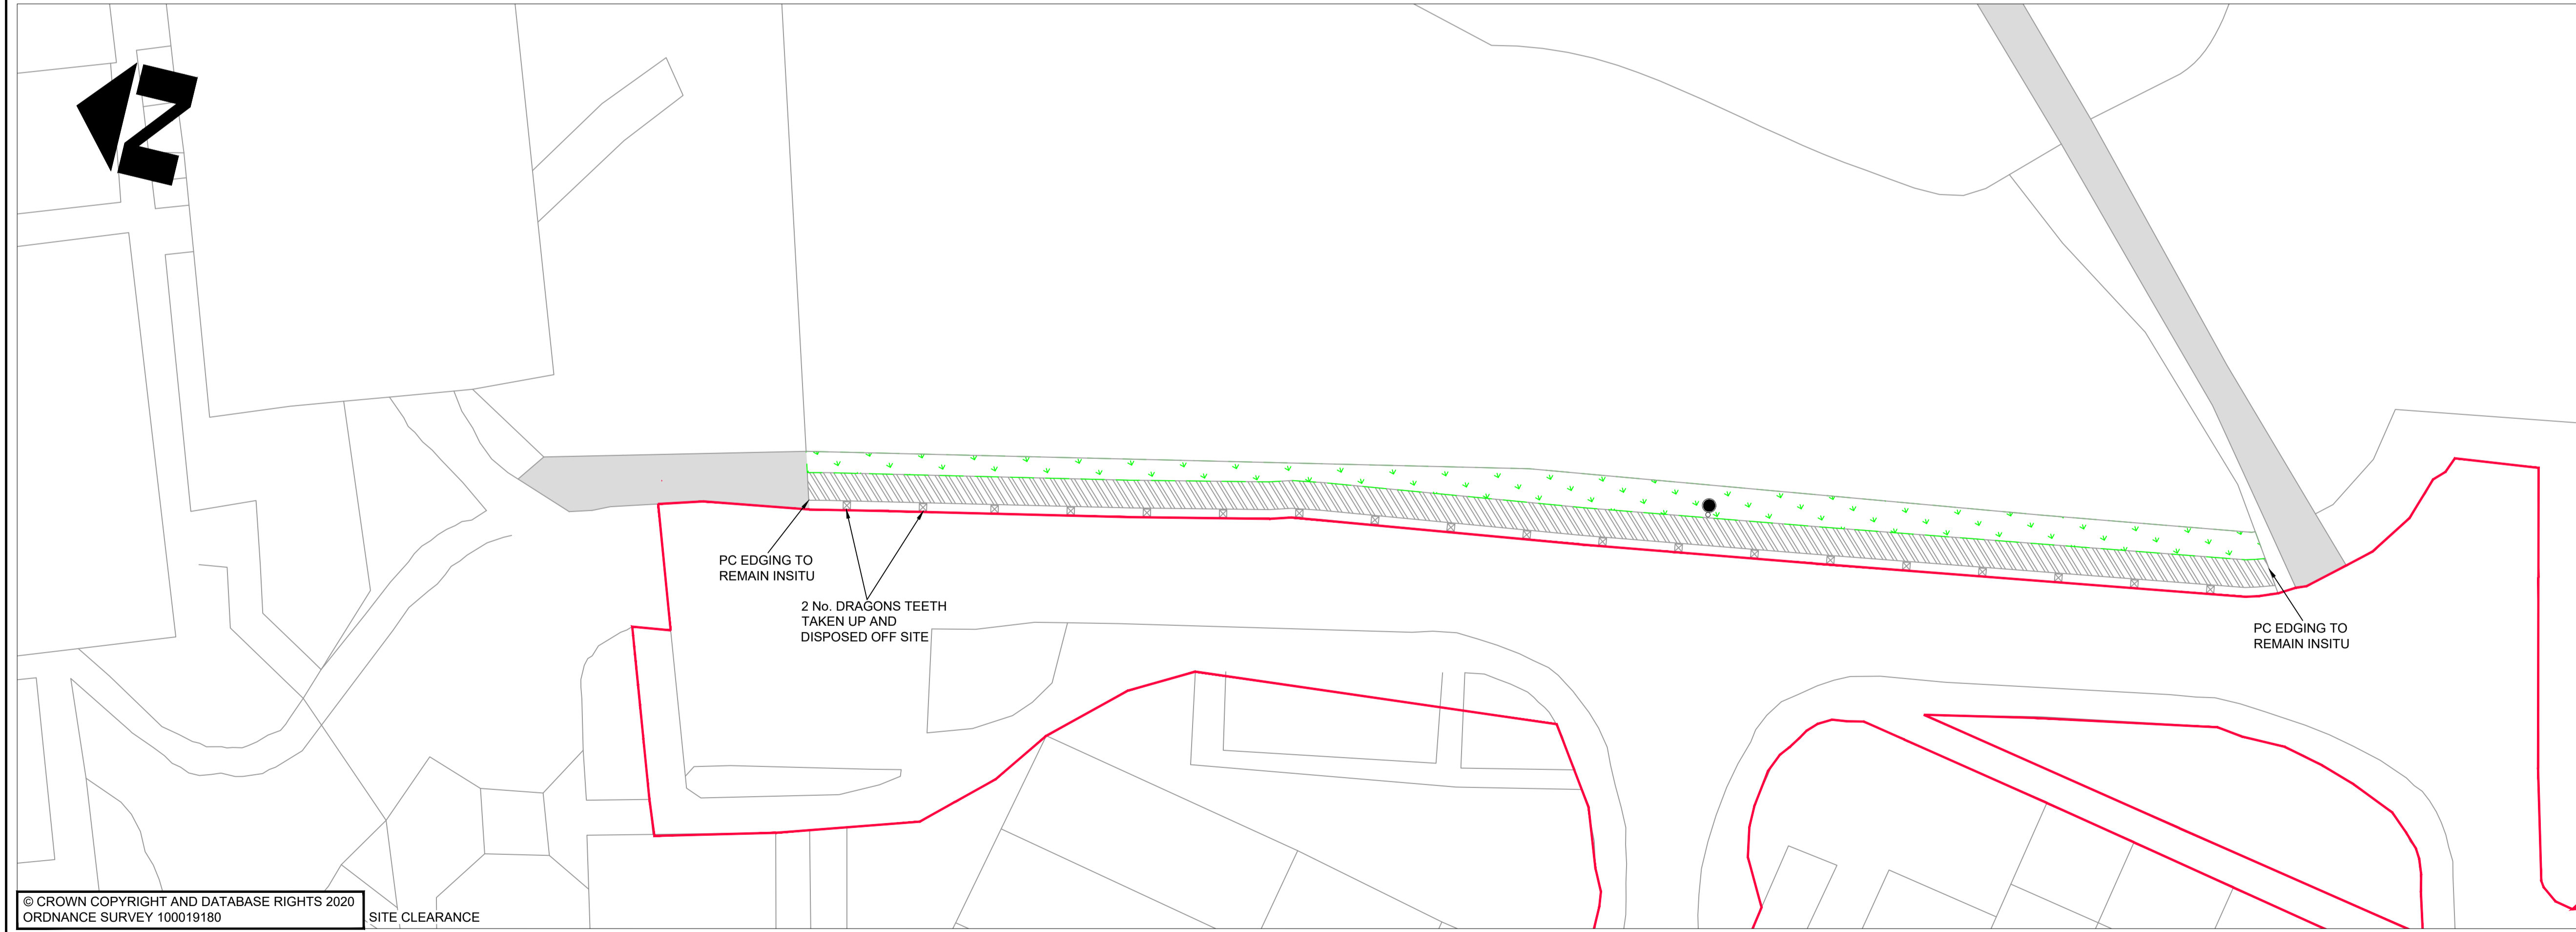 N
PC EDGING TO
REMAIN INSITU
2 No. DRAGONS TEETH
TAKEN UP AND
DISPOSED OFF SITE
PC EDGING TO
REMAIN INSITU
© CROWN COPYRIGHT AND DATABASE RIGHTS 2020
ORDNANCE SURVEY 100019180
SITE CLEARANCE